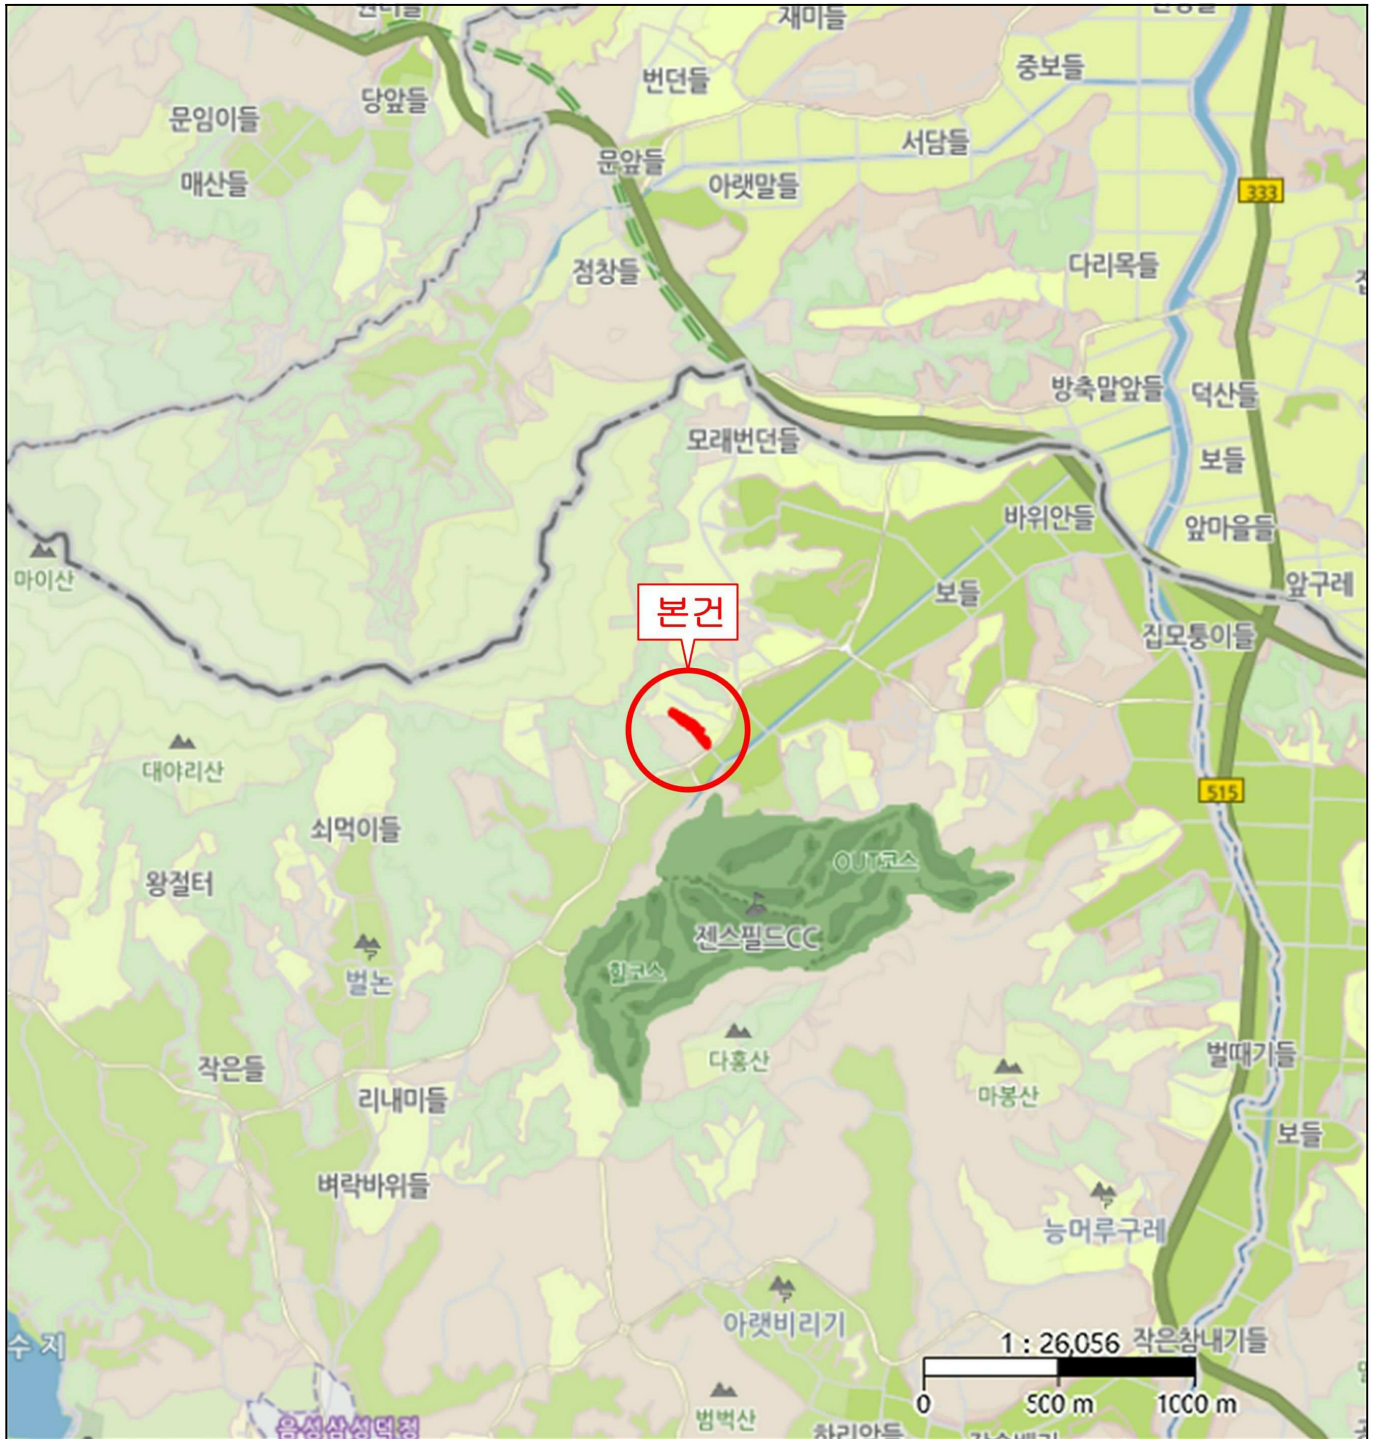 재미들
중보들
번던들
당앞들
문임이들
서담들
문앞들
매산들
아랫말들
333
점창들
다리목들
방축말앞들
덕산들
모래번던들
보들
바위안들
앞마을들
마이산
보들
앞구레
본건
집모퉁이들
대야리산
515
쇠먹이들
OUT코스
왕절터
젠스필드CC
힐코스
벌논
다홍산
벌때기들
작은들
마봉산
리내미들
보들
벼락바위들
능머루구레
아랫비리기
1 : 26,056
작은참내기들
수 지
0
500 m
1000 m
범벅산